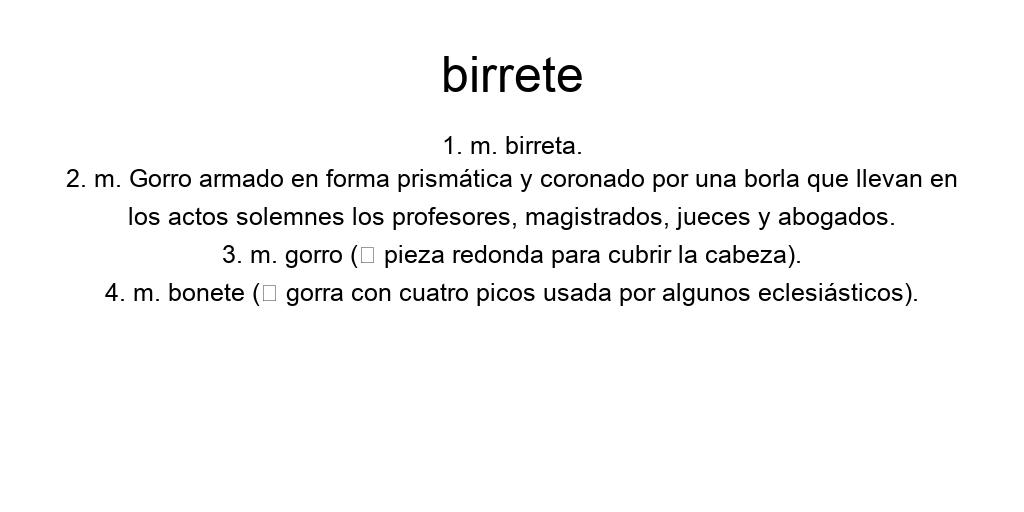 birrete
1. m. birreta.
2. m. Gorro armado en forma prismática y coronado por una borla que llevan en
los actos solemnes los profesores, magistrados, jueces y abogados.
3. m. gorro (□ pieza redonda para cubrir la cabeza).
4. m. bonete (□ gorra con cuatro picos usada por algunos eclesiásticos).